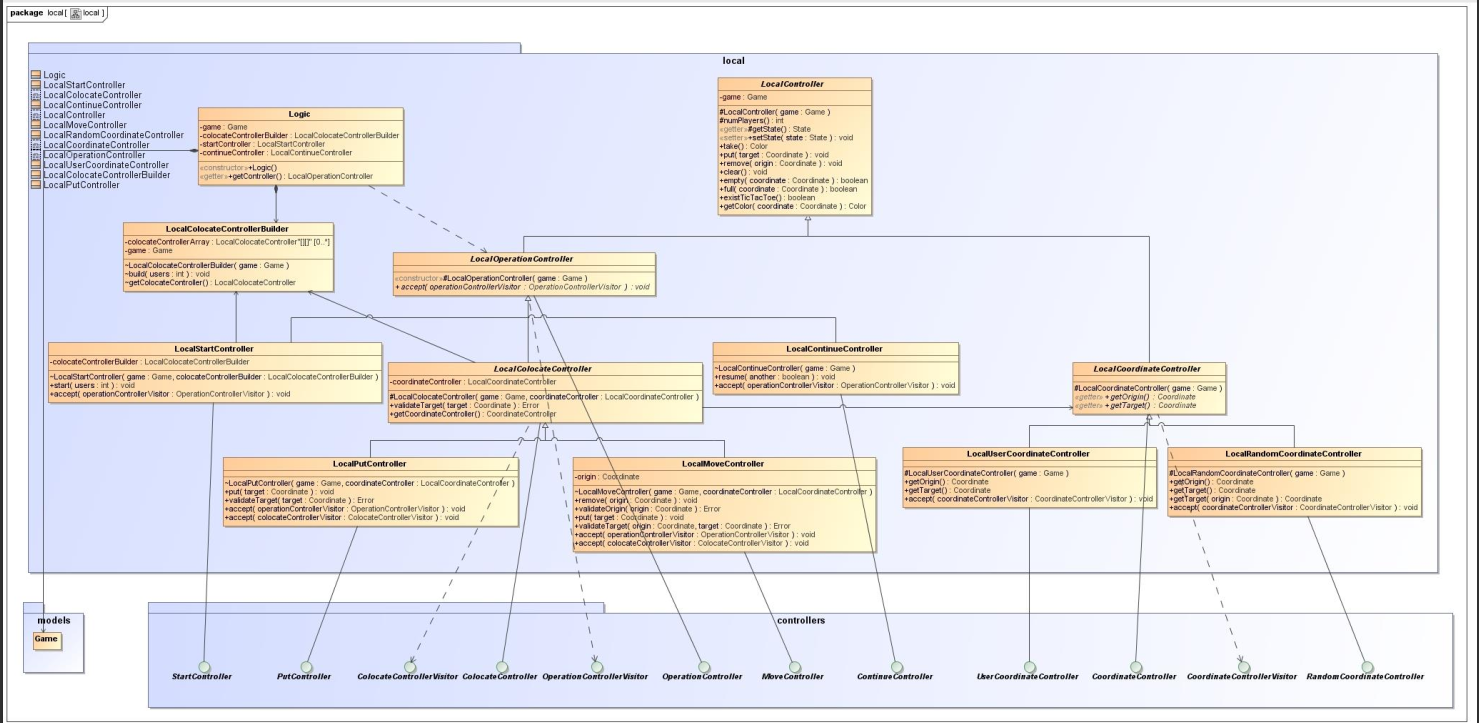 package local [ local ]
local
Logic
LocalStartController
LocalColocateController
LocalContinueController
LocalController
LocalMoveController
LocalRandomCoordinateController
LocalCoordinateController
LocalOperationController
LocalUserCoordinateController
LocalColocateControllerBuilder
LocalPutController
Logic
-game : Game
-colocateControllerBuilder : LocalColocateControllerBuilder
-startController : LocalStartController
-continueController : LocalContinueController
«constructor»+Logic()
«getter»+getController() : LocalOperationController
LocalController
-game : Game
#LocalController( game : Game )
#numPlayers() : int
«getter»#getState() : State
«setter»+setState( state : State ) : void
+take() : Color
+put( target : Coordinate ) : void
+remove( origin : Coordinate ) : void
+clear() : void
+empty( coordinate : Coordinate ) : boolean
+full( coordinate : Coordinate ) : boolean
+existTicTacToe() : boolean
+getColor( coordinate : Coordinate ) : Color
LocalColocateControllerBuilder
-colocateControllerArray : LocalColocateController"[][]" [0..*]
-game : Game
~LocalColocateControllerBuilder( game : Game )
~build( users : int ) : void
~getColocateController() : LocalColocateController
LocalOperationController
«constructor»#LocalOperationController( game : Game )
+accept( operationControllerVisitor : OperationControllerVisitor ) : void
LocalStartController
-colocateControllerBuilder : LocalColocateControllerBuilder
~LocalStartController( game : Game, colocateControllerBuilder : LocalColocateControllerBuilder )
+start( users : int ) : void
+accept( operationControllerVisitor : OperationControllerVisitor ) : void
LocalColocateController
-coordinateController : LocalCoordinateController
#LocalColocateController( game : Game, coordinateController : LocalCoordinateController )
+validateTarget( target : Coordinate ) : Error
+getCoordinateController() : CoordinateController
LocalContinueController
~LocalContinueController( game : Game )
+resume( another : boolean ) : void
+accept( operationControllerVisitor : OperationControllerVisitor ) : void
LocalCoordinateController
#LocalCoordinateController( game : Game )
«getter» +getOrigin() : Coordinate
«getter» +getTarget() : Coordinate
LocalPutController
~LocalPutController( game : Game, coordinateController : LocalCoordinateController )
+put( target : Coordinate ) : void
+validateTarget( target : Coordinate ) : Error
+accept( operationControllerVisitor : OperationControllerVisitor ) : void
+accept( colocateControllerVisitor : ColocateControllerVisitor ) : void
LocalMoveController
-origin : Coordinate
~LocalMoveController( game : Game, coordinateController : LocalCoordinateController )
+remove( origin : Coordinate ) : void
+validateOrigin( origin : Coordinate ) : Error
+put( target : Coordinate ) : void
+validateTarget( origin : Coordinate, target : Coordinate ) : Error
+accept( operationControllerVisitor : OperationControllerVisitor ) : void
+accept( colocateControllerVisitor : ColocateControllerVisitor ) : void
LocalUserCoordinateController
#LocalUserCoordinateController( game : Game )
+getOrigin() : Coordinate
+getTarget() : Coordinate
+accept( coordinateControllerVisitor : CoordinateControllerVisitor ) : void
LocalRandomCoordinateController
#LocalRandomCoordinateController( game : Game )
+getOrigin() : Coordinate
+getTarget() : Coordinate
+getTarget( origin : Coordinate ) : Coordinate
+accept( coordinateControllerVisitor : CoordinateControllerVisitor ) : void
models
Game
controllers
StartController
PutController
ColocateControllerVisitor
ColocateController
OperationControllerVisitor
OperationController
MoveController
ContinueController
UserCoordinateController
CoordinateController
CoordinateControllerVisitor
RandomCoordinateController